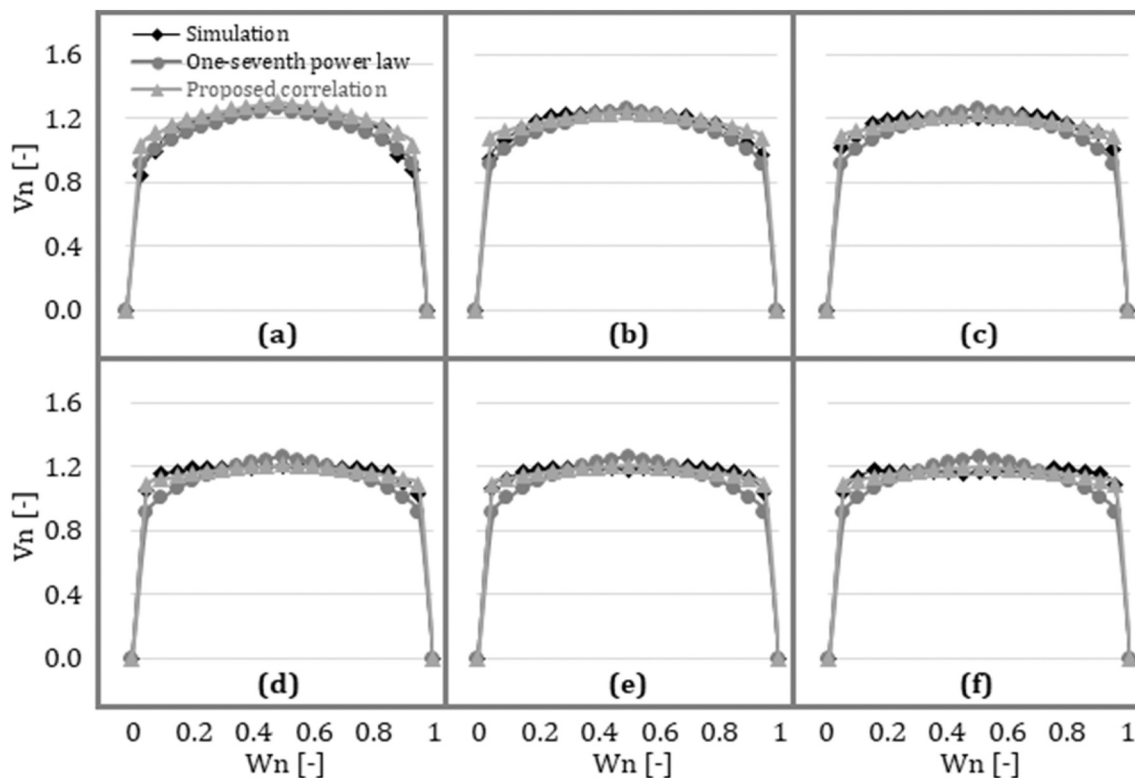 Simulation
One-seventh power law
Proposed correlation
Vn [-]
1.6
1.2
0.8
0.4
0.0
(a)
(b)
(c)
Vn [-]
1.6
1.2
0.8
0.4
0.0
(d)
(e)
(f)
0 0.2 0.4 0.6 0.8 1
0 0.2 0.4 0.6 0.8 1
0 0.2 0.4 0.6 0.8 1
Wn [-]
Wn [-]
Wn [-]